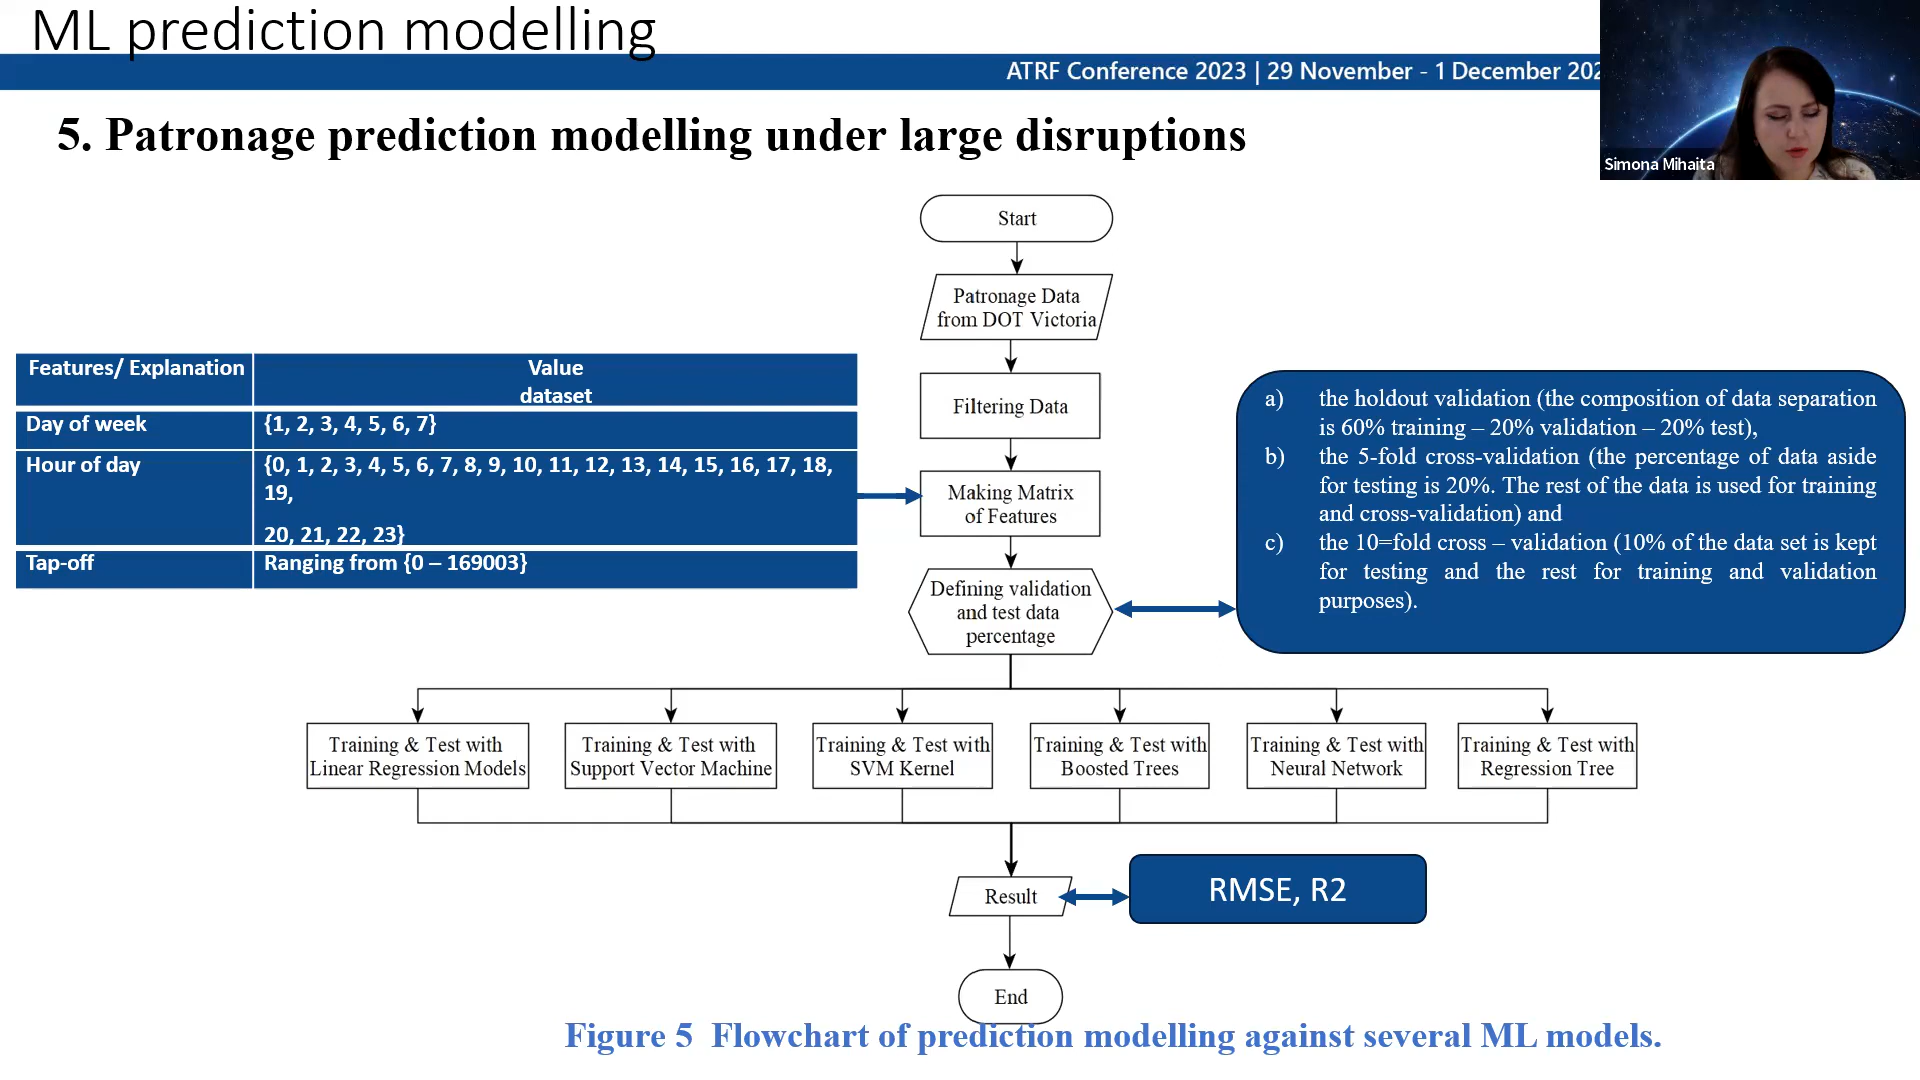 ML prediction modelling
ATRF Conference 2023 | 29 November - 1 December 202
Simona Mihaita
5. Patronage prediction modelling under large disruptions
Start
Patronage Data
from DOT Victoria
Features/ Explanation
Value
dataset
Day of week
{1, 2, 3, 4, 5, 6, 7}
Hour of day
{0, 1, 2, 3, 4, 5, 6, 7, 8, 9, 10, 11, 12, 13, 14, 15, 16, 17, 18,
19,
20, 21, 22, 23}
Tap-off
Ranging from {0 – 169003}
Filtering Data
Making Matrix
of Features
Defining validation
and test data
percentage
a) the holdout validation (the composition of data separation
is 60% training – 20% validation – 20% test),
b) the 5-fold cross-validation (the percentage of data aside
for testing is 20%. The rest of the data is used for training
and cross-validation) and
c) the 10=fold cross – validation (10% of the data set is kept
for testing and the rest for training and validation
purposes).
Training & Test with
Linear Regression Models
Training & Test with
Support Vector Machine
Training & Test with
SVM Kernel
Training & Test with
Boosted Trees
Training & Test with
Neural Network
Training & Test with
Regression Tree
Result
RMSE, R2
End
Figure 5 Flowchart of prediction modelling against several ML models.